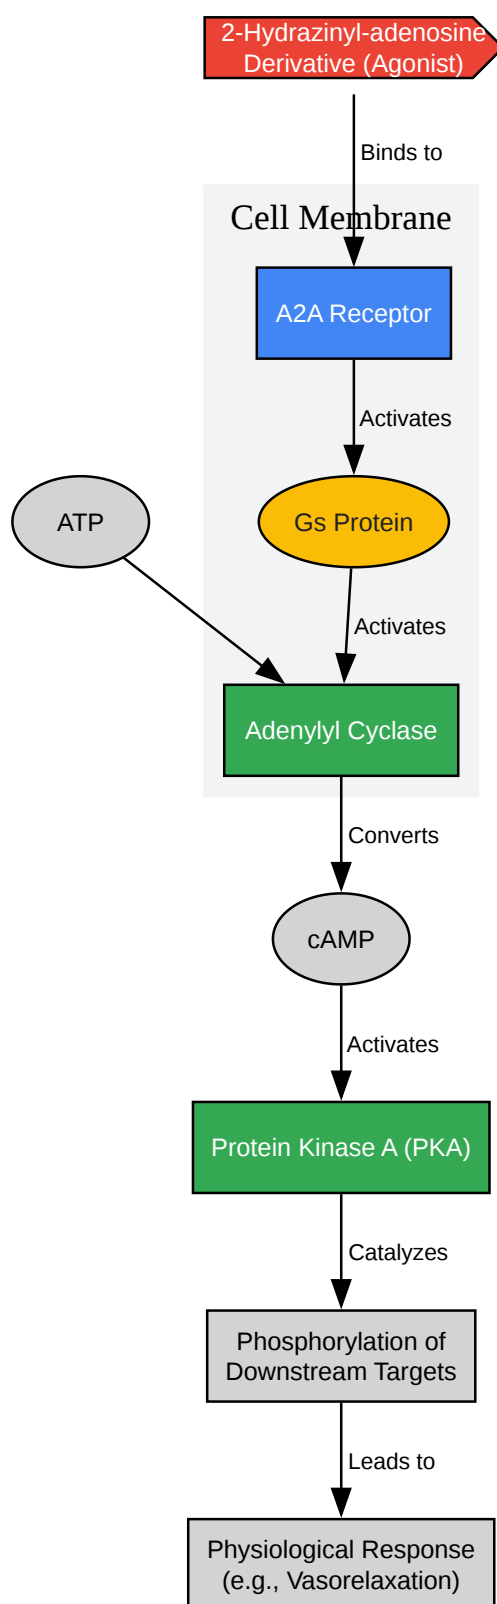 2-Hydrazinyl-adenosine
Derivative (Agonist)
Binds to
Cell Membrane
A2A Receptor
Activates
ATP
Gs Protein
Activates
Adenylyl Cyclase
Converts
cAMP
Activates
Protein Kinase A (PKA)
Catalyzes
Phosphorylation of
Downstream Targets
Leads to
Physiological Response
(e.g., Vasorelaxation)